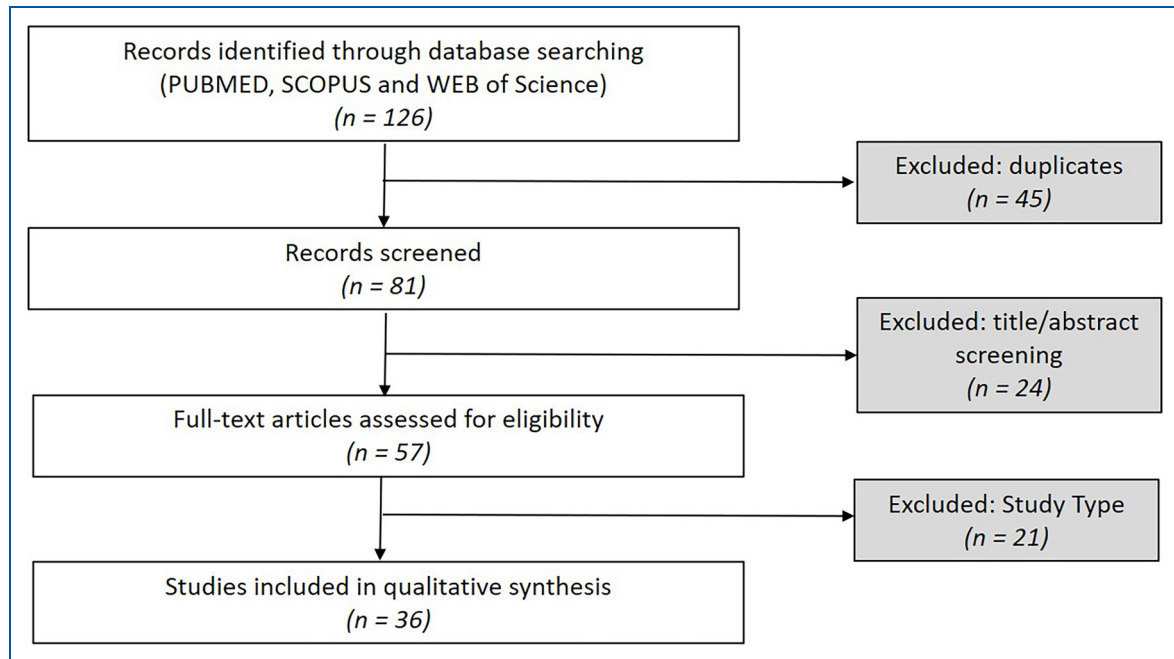 Records identified through database searching
(PUBMED, SCOPUS and WEB of Science)
(n = 126)
Excluded: duplicates
(n = 45)
Records screened
(n = 81)
Excluded: title/abstract
screening
(n = 24)
Full-text articles assessed for eligibility
(n = 57)
Excluded: Study Type
(n = 21)
Studies included in qualitative synthesis
(n = 36)